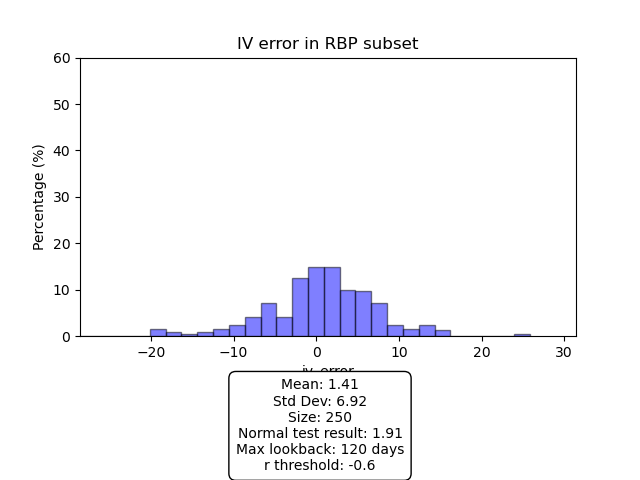 IV error in RBP subset
60
50
40
30
20
10
0
Percentage (%)
−20 −10 0 10 20 30
iv_error
Mean: 1.41
Std Dev: 6.92
Size: 250
Normal test result: 1.91
Max lookback: 120 days
r threshold: -0.6